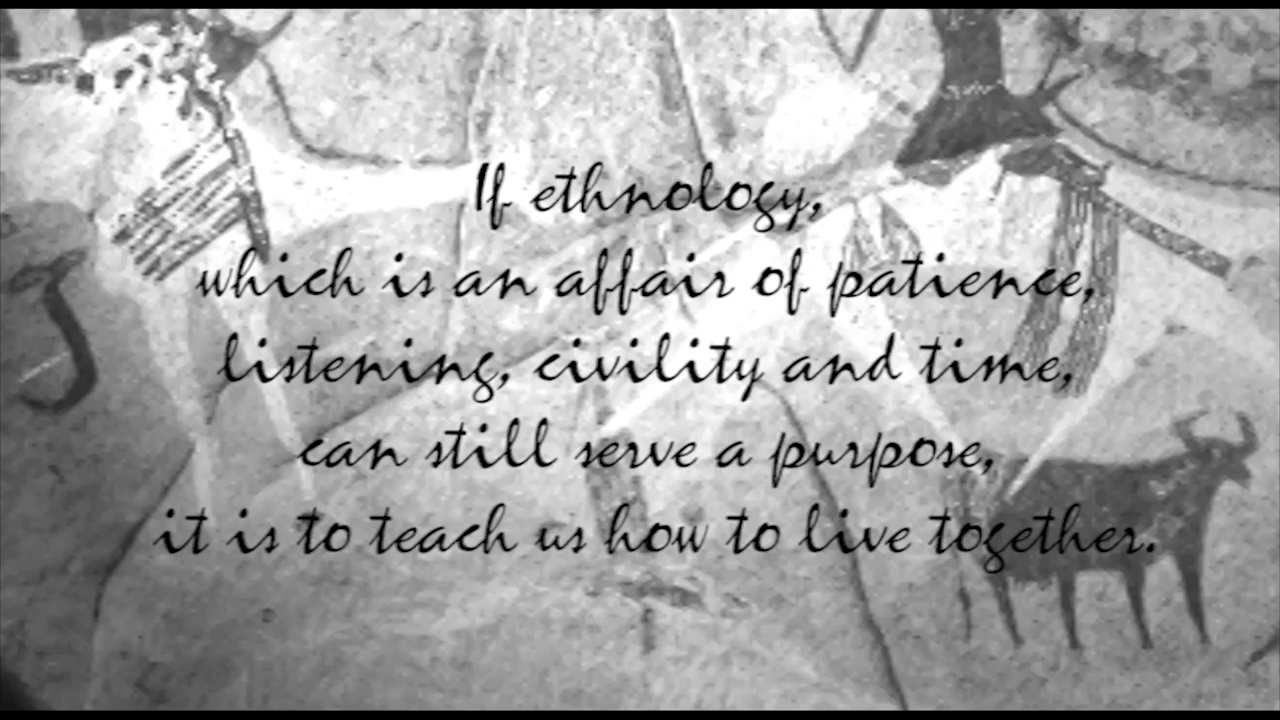 If ethnology,
which is an affair of patience,
listening, civility and time,
can still serve a purpose,
it is to teach us how to live together.